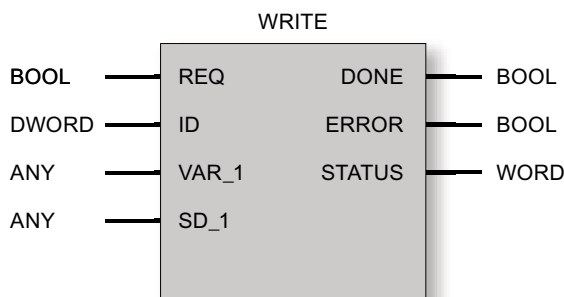 WRITE
BOOL REQ DONE BOOL
DWORD ID ERROR BOOL
ANY VAR_1 STATUS WORD
ANY SD_1